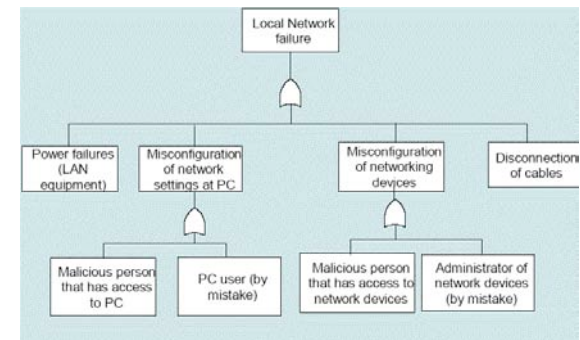 Local Network
failure
Power failures
(LAN
equipment)
Misconfiguration
of network
settings at PC
Misconfiguration
of networking
devices
Disconnection
of cables
Malicious person
that has access
to PC
PC user (by
mistake)
Malicious person
that has access to
network devices
Administrator of
network devices
(by mistake)